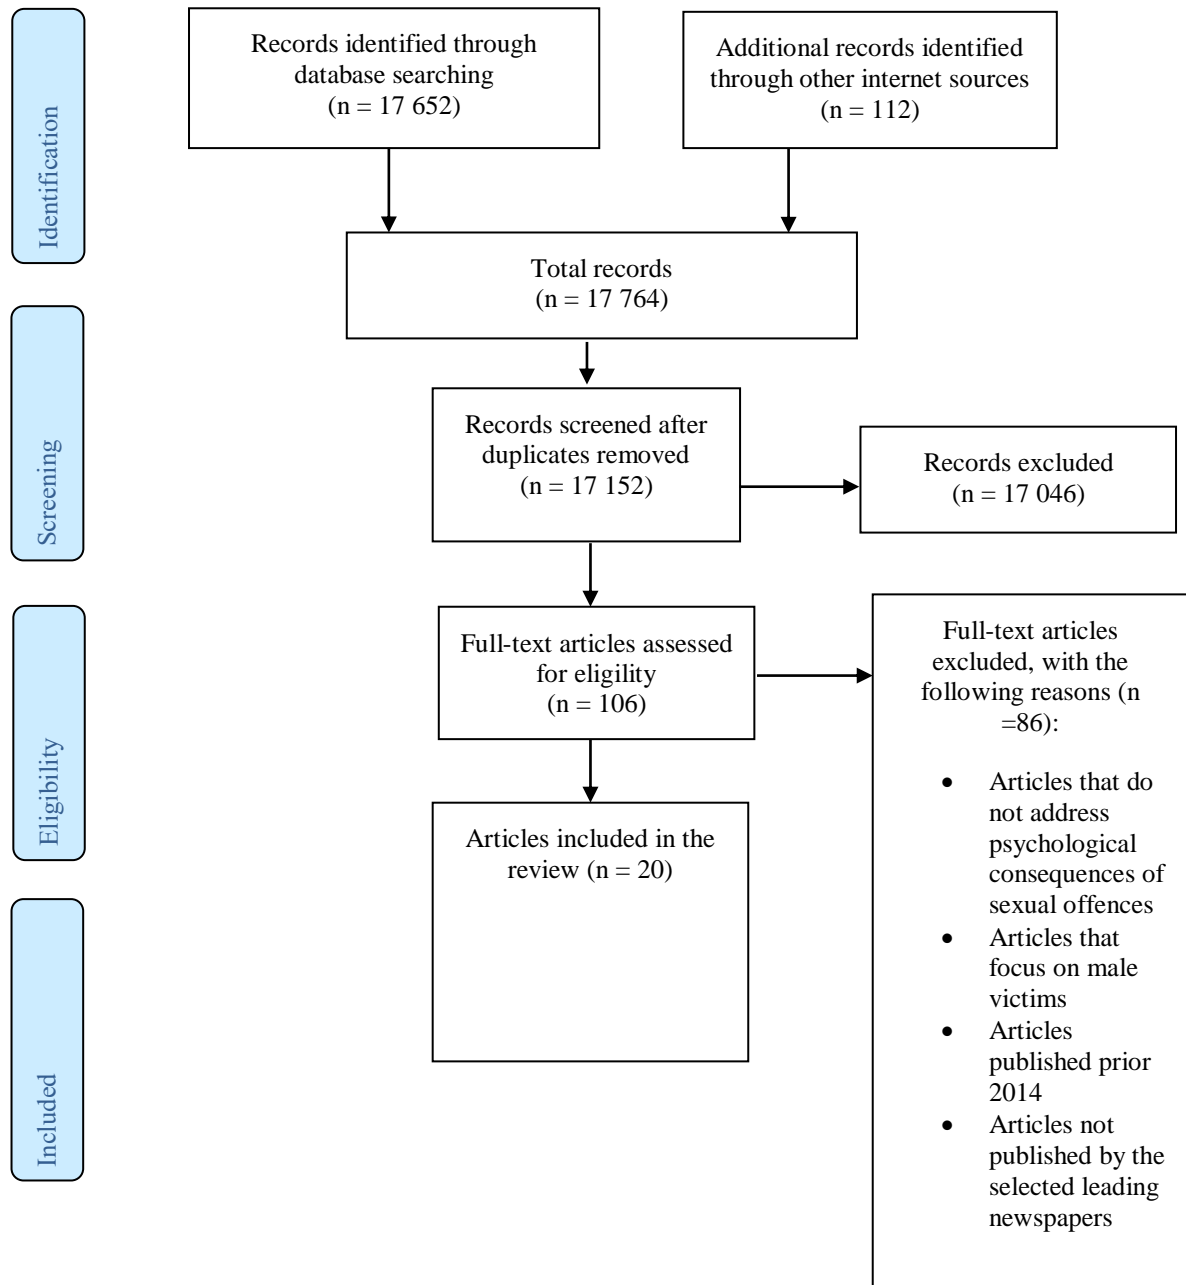 Identification
Records identified through
database searching
(n = 17 652)
Additional records identified
through other internet sources
(n = 112)
Total records
(n = 17 764)
Screening
Records screened after
duplicates removed
(n = 17 152)
Records excluded
(n = 17 046)
Eligibility
Full-text articles assessed
for eligility
(n = 106)
Full-text articles
excluded, with the
following reasons (n
=86):
• Articles that do
not address
psychological
consequences of
sexual offences
• Articles that
focus on male
victims
• Articles
published prior
2014
• Articles not
published by the
selected leading
newspapers
Included
Articles included in the
review (n = 20)